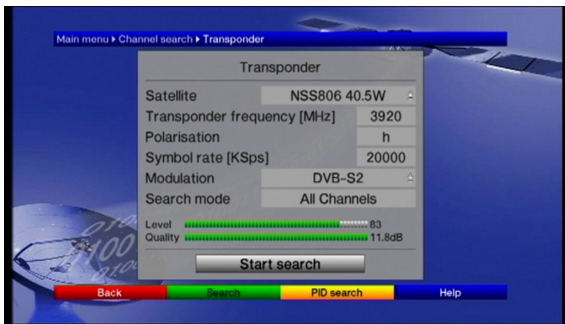 Main menu ▸ Channel search ▸ Transponder
Transponder
Satellite NSS806 40.5W
Transponder frequency [MHz] 3920
Polarisation h
Symbol rate [KSps] 20000
Modulation DVB-S2
Search mode All Channels
Level 83
Quality 11.8dB
Start search
Back Search PID search Help